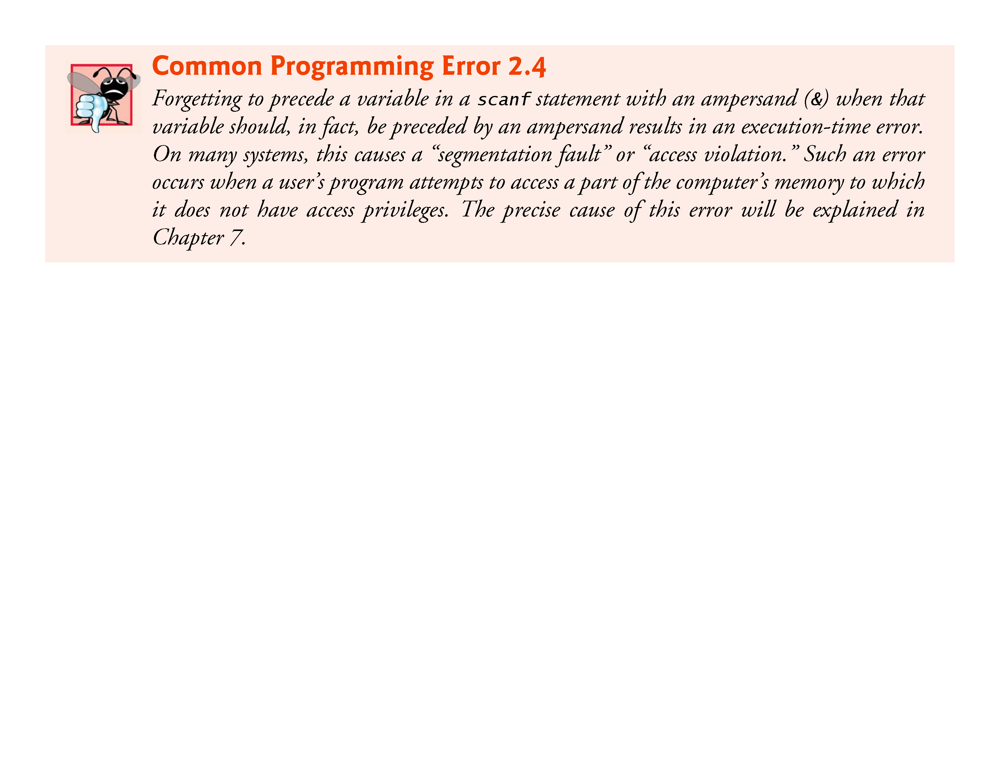 Common Programming Error 2.4
Forgetting to precede a variable in a scanf statement with an ampersand (&) when that
variable should, in fact, be preceded by an ampersand results in an execution-time error.
On many systems, this causes a “segmentation fault” or “access violation.” Such an error
occurs when a user’s program attempts to access a part of the computer’s memory to which
it does not have access privileges. The precise cause of this error will be explained in
Chapter 7.